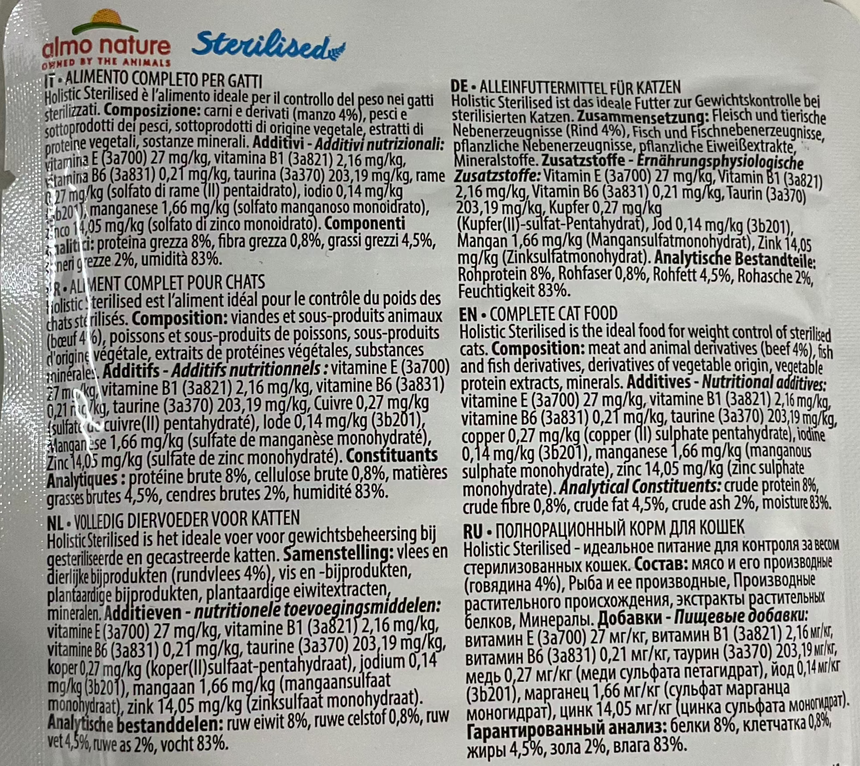 almo nature
OWNED BY THE ANIMALS
Sterilised
IT • ALIMENTO COMPLETO PER GATTI
Holistic Sterilised è l'alimento ideale per il controllo del peso nei gatti
sterilizzati. Composizione: carni e derivati (manzo 4%), pesci e
sottoprodotti dei pesci, sottoprodotti di origine vegetale, estratti di
proteine vegetali, sostanze minerali. Additivi - Additivi nutrizionali:
vitamina E (3a700) 27 mg/kg, vitamina B1 (3a821) 2,16 mg/kg,
vitamina B6 (3a831) 0,21 mg/kg, taurina (3a370) 203,19 mg/kg, rame
0,27 mg/kg (solfato di rame (II) pentaidrato), iodio 0,14 mg/kg
manganese 1,66 mg/kg (solfato manganoso monoidrato),
14,05 mg/kg (solfato di zinco monoidrato). Componenti
proteina grezza 8%, fibra grezza 0,8%, grassi grezzi 4,5%,
grezze 2%, umidità 83%.
FR • ALIMENT COMPLET POUR CHATS
Holistic Sterilised est l'aliment idéal pour le contrôle du poids des
chats stérilisés. Composition: viandes et sous-produits animaux
(bœuf 4%), poissons et sous-produits de poissons, sous-produits
d'origine végétale, extraits de protéines végétales, substances
minérales. Additifs - Additifs nutritionnels : vitamine E (3a700)
27 mg/kg, vitamine B1 (3a821) 2,16 mg/kg, vitamine B6 (3a831)
0,21 mg/kg, taurine (3a370) 203,19 mg/kg, Cuivre 0,27 mg/kg
(sulfate cuivre(II) pentahydraté), Iode 0,14 mg/kg (3b201),
Manganèse 1,66 mg/kg (sulfate de manganèse monohydraté),
Zinc 14,05 mg/kg (sulfate de zinc monohydraté). Constituants
Analytiques : protéine brute 8%, cellulose brute 0,8%, matières
grasses brutes 4,5%, cendres brutes 2%, humidité 83%.
NL • VOLLEDIG DIERVOEDER VOOR KATTEN
Holistic Sterilised is het ideale voer voor gewichtsbeheersing bij
gesteriliseerde en gecastreerde katten. Samenstelling: vlees en
dierlijke bijprodukten (rundvlees 4%), vis en -bijprodukten,
plantaardige bijprodukten, plantaardige eiwitextracten,
mineralen. Additieven - nutritionele toevoegingsmiddelen:
vitamine E (3a700) 27 mg/kg, vitamine B1 (3a821) 2,16 mg/kg,
vitamine B6 (3a831) 0,21 mg/kg, taurine (3a370) 203,19 mg/kg,
koper 0,27 mg/kg (koper(II)sulfaat-pentahydraat), jodium 0,14
mg/kg (3b201), mangaan 1,66 mg/kg (mangaansulfaat
monohydraat), zink 14,05 mg/kg (zinksulfaat monohydraat).
Analytische bestanddelen: ruw eiwit 8%, ruwe celstof 0,8%, ruw
vet 4,5%, ruwe as 2%, vocht 83%.
DE • ALLEINFUTTERMITTEL FÜR KATZEN
Holistic Sterilised ist das ideale Futter zur Gewichtskontrolle bei
sterilisierten Katzen. Zusammensetzung: Fleisch und tierische
Nebenerzeugnisse (Rind 4%), Fisch und Fischnebenerzeugnisse,
pflanzliche Nebenerzeugnisse, pflanzliche Eiweißextrakte,
Mineralstoffe. Zusatzstoffe - Ernährungsphysiologische
Zusatzstoffe: Vitamin E (3a700) 27 mg/kg, Vitamin B1 (3a821)
2,16 mg/kg, Vitamin B6 (3a831) 0,21 mg/kg, Taurin (3a370)
203,19 mg/kg, Kupfer 0,27 mg/kg
(Kupfer(II)-sulfat-Pentahydrat), Jod 0,14 mg/kg (3b201),
Mangan 1,66 mg/kg (Mangansulfatmonohydrat), Zink 14,05
mg/kg (Zinksulfatmonohydrat). Analytische Bestandteile:
Rohprotein 8%, Rohfaser 0,8%, Rohfett 4,5%, Rohasche 2%,
Feuchtigkeit 83%.
EN • COMPLETE CAT FOOD
Holistic Sterilised is the ideal food for weight control of sterilised
cats. Composition: meat and animal derivatives (beef 4%), fish
and fish derivatives, derivatives of vegetable origin, vegetable
protein extracts, minerals. Additives - Nutritional additives:
vitamine E (3a700) 27 mg/kg, vitamine B1 (3a821) 2,16 mg/kg,
vitamine B6 (3a831) 0,21 mg/kg, taurine (3a370) 203,19 mg/kg,
copper 0,27 mg/kg (copper (II) sulphate pentahydrate), iodine
0,14 mg/kg (3b201), manganese 1,66 mg/kg (manganous
sulphate monohydrate), zinc 14,05 mg/kg (zinc sulphate
monohydrate). Analytical Constituents: crude protein 8%,
crude fibre 0,8%, crude fat 4,5%, crude ash 2%, moisture 83%.
RU • ПОЛНОРАЦИОННЫЙ КОРМ ДЛЯ КОШЕК
Holistic Sterilised - идеальное питание для контроля за весом
стерилизованных кошек. Состав: мясо и его производные
(говядина 4%), Рыба и ее производные, Производные
растительного происхождения, экстракты растительных
белков, Минералы. Добавки - Пищевые добавки:
витамин E (3a700) 27 мг/кг, витамин B1 (3a821) 2,16 мг/кг,
витамин B6 (3a831) 0,21 мг/кг, таурин (3a370) 203,19 мг/кг,
медь 0,27 мг/кг (меди сульфата петагидрат), йод 0,14 мг/кг
(3b201), марганец 1,66 мг/кг (сульфат марганца
моногидрат), цинк 14,05 мг/кг (цинка сульфата моногидрат).
Гарантированный анализ: белки 8%, клетчатка 0,8%,
жиры 4,5%, зола 2%, влага 83%.